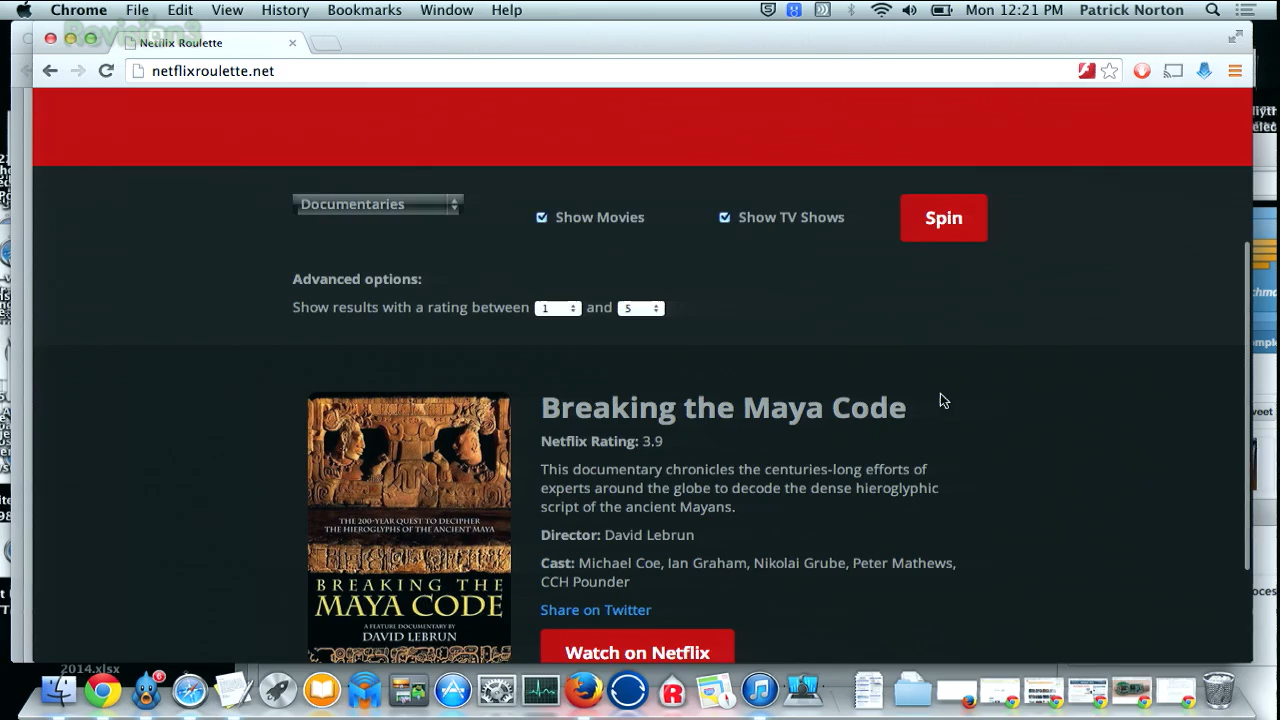 Chrome File Edit View History Bookmarks Window Help Mon 12:21 PM Patrick Norton
Revision3
Netflix Roulette
netflixroulette.net
Documentaries
Show Movies
Show TV Shows
Spin
Advanced options:
Show results with a rating between 1 and 5
Breaking the Maya Code
Netflix Rating: 3.9
This documentary chronicles the centuries-long efforts of
experts around the globe to decode the dense hieroglyphic
script of the ancient Mayans.
Director: David Lebrun
Cast: Michael Coe, Ian Graham, Nikolai Grube, Peter Mathews,
CCH Pounder
Share on Twitter
Watch on Netflix
THE 200-YEAR QUEST TO DECIPHER
THE HIEROGLYPHS OF THE ANCIENT MAYA
BREAKING THE
MAYA CODE
A FEATURE DOCUMENTARY BY
DAVID LEBRUN
2014.xlsx
6